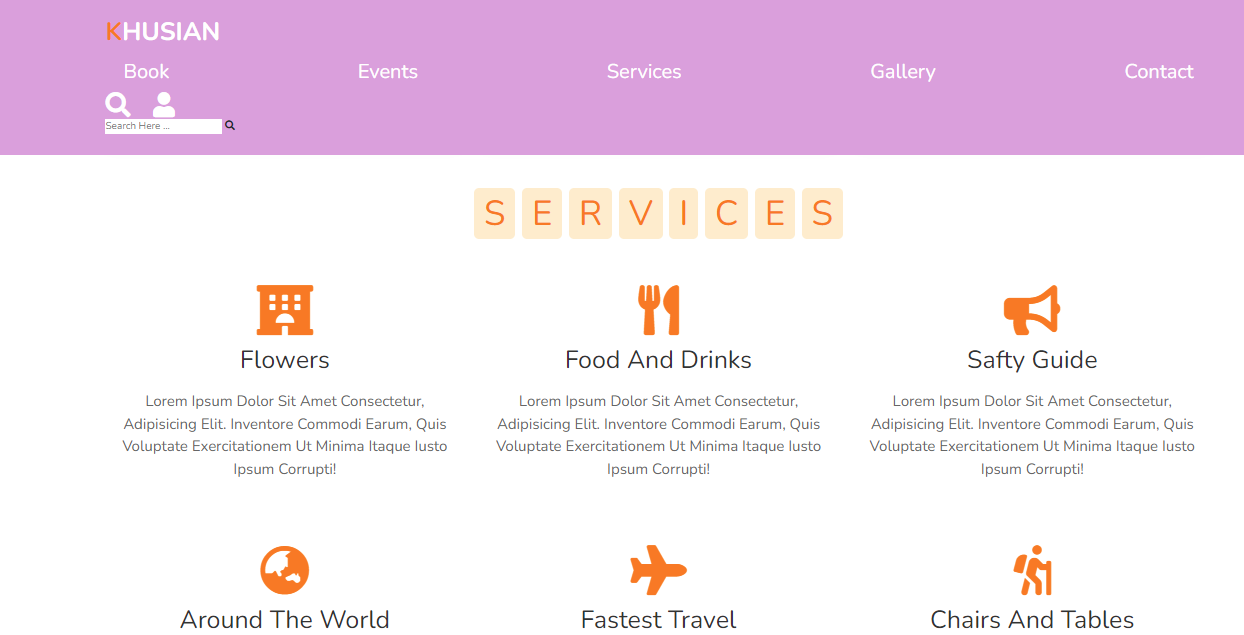 KHUSIAN
Book Events Services Gallery Contact
Search Here ...
SERVICES
Flowers
Lorem Ipsum Dolor Sit Amet Consectetur,
Adipisicing Elit. Inventore Commodi Earum, Quis
Voluptate Exercitationem Ut Minima Itaque Iusto
Ipsum Corrupti!
Food And Drinks
Lorem Ipsum Dolor Sit Amet Consectetur,
Adipisicing Elit. Inventore Commodi Earum, Quis
Voluptate Exercitationem Ut Minima Itaque Iusto
Ipsum Corrupti!
Safty Guide
Lorem Ipsum Dolor Sit Amet Consectetur,
Adipisicing Elit. Inventore Commodi Earum, Quis
Voluptate Exercitationem Ut Minima Itaque Iusto
Ipsum Corrupti!
Around The World
Fastest Travel
Chairs And Tables